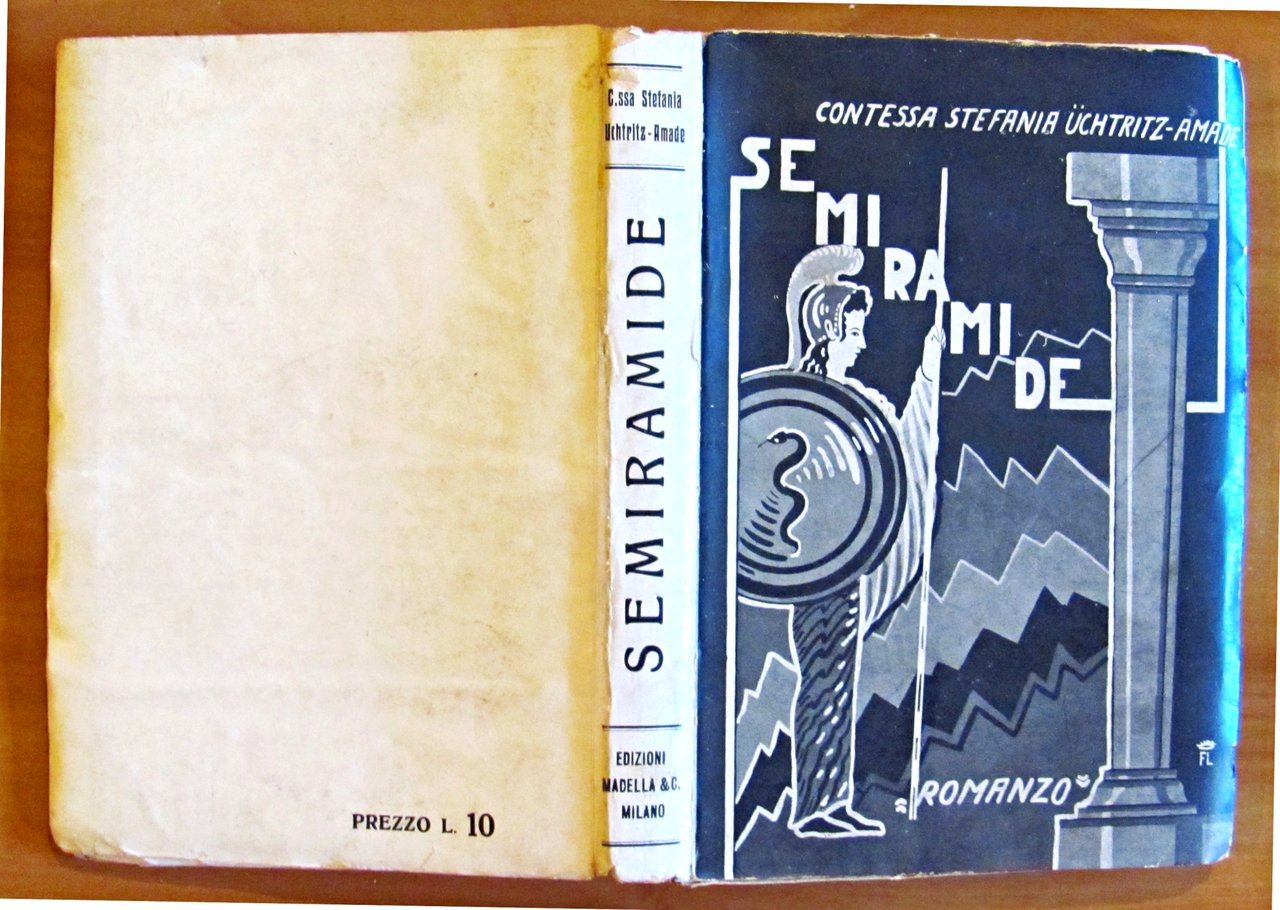 PREZZO L. 10
C.ssa Stefania
Üchtritz-Amade
SEMIRAMIDE
EDIZIONI
MADELLA & C.
MILANO
CONTESSA STEFANIA ÜCHTRITZ-AMADE
SE
MI
RA
MI
DE
"ROMANZO"
FL